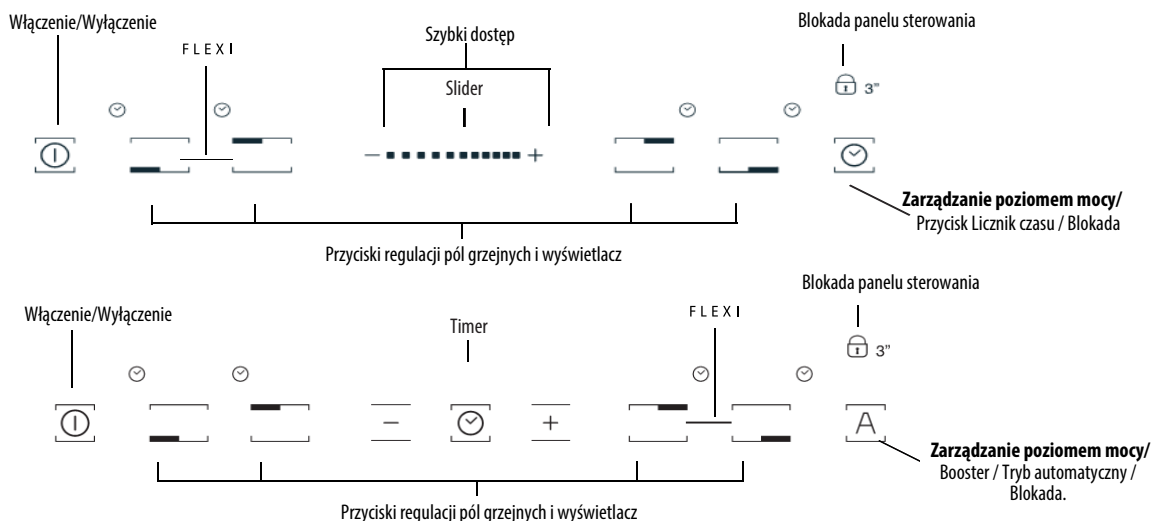 Włączenie/Wyłączenie
FLEXI
Szybki dostęp
Slider
Blokada panelu sterowania
3”
Zarządzanie poziomem mocy/
Przycisk Licznik czasu / Blokada
Przyciski regulacji pól grzejnych i wyświetlacz
Włączenie/Wyłączenie
Timer
FLEXI
Blokada panelu sterowania
3”
A
Zarządzanie poziomem mocy/
Booster / Tryb automatyczny /
Blokada.
Przyciski regulacji pól grzejnych i wyświetlacz